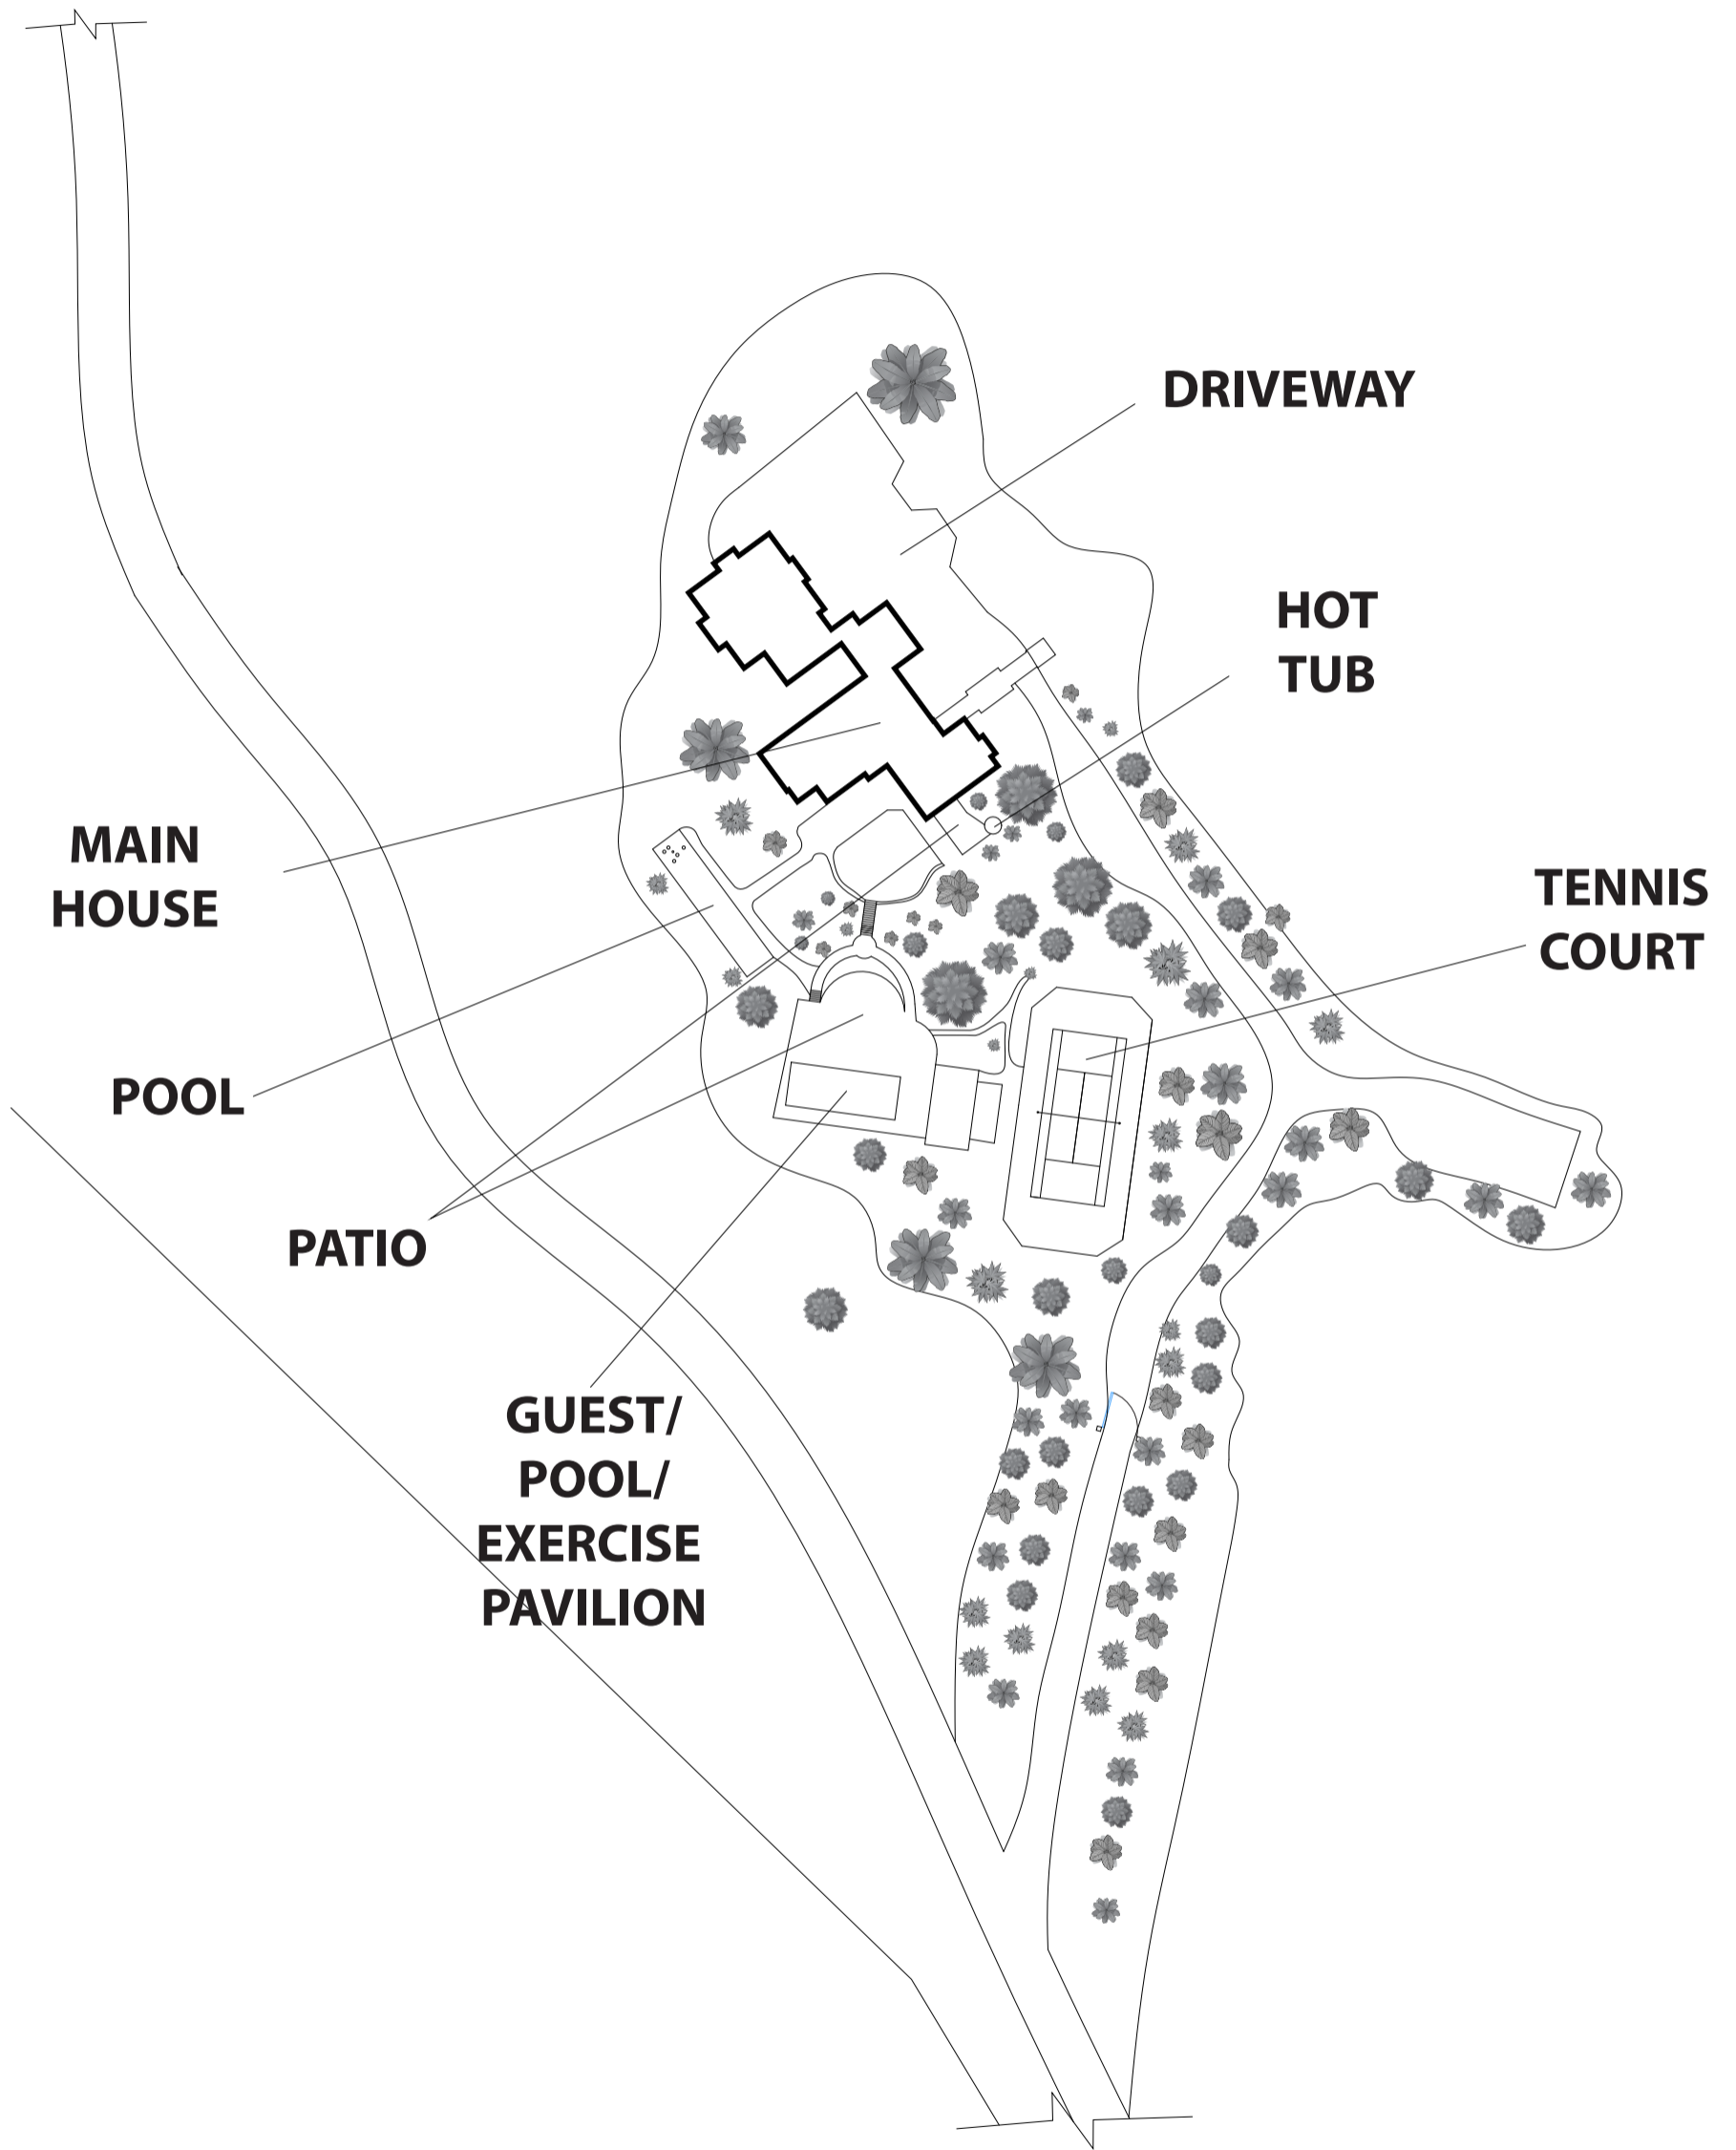 DRIVEWAY
HOT
TUB
MAIN
HOUSE
TENNIS
COURT
POOL
PATIO
GUEST/
POOL/
EXERCISE
PAVILION